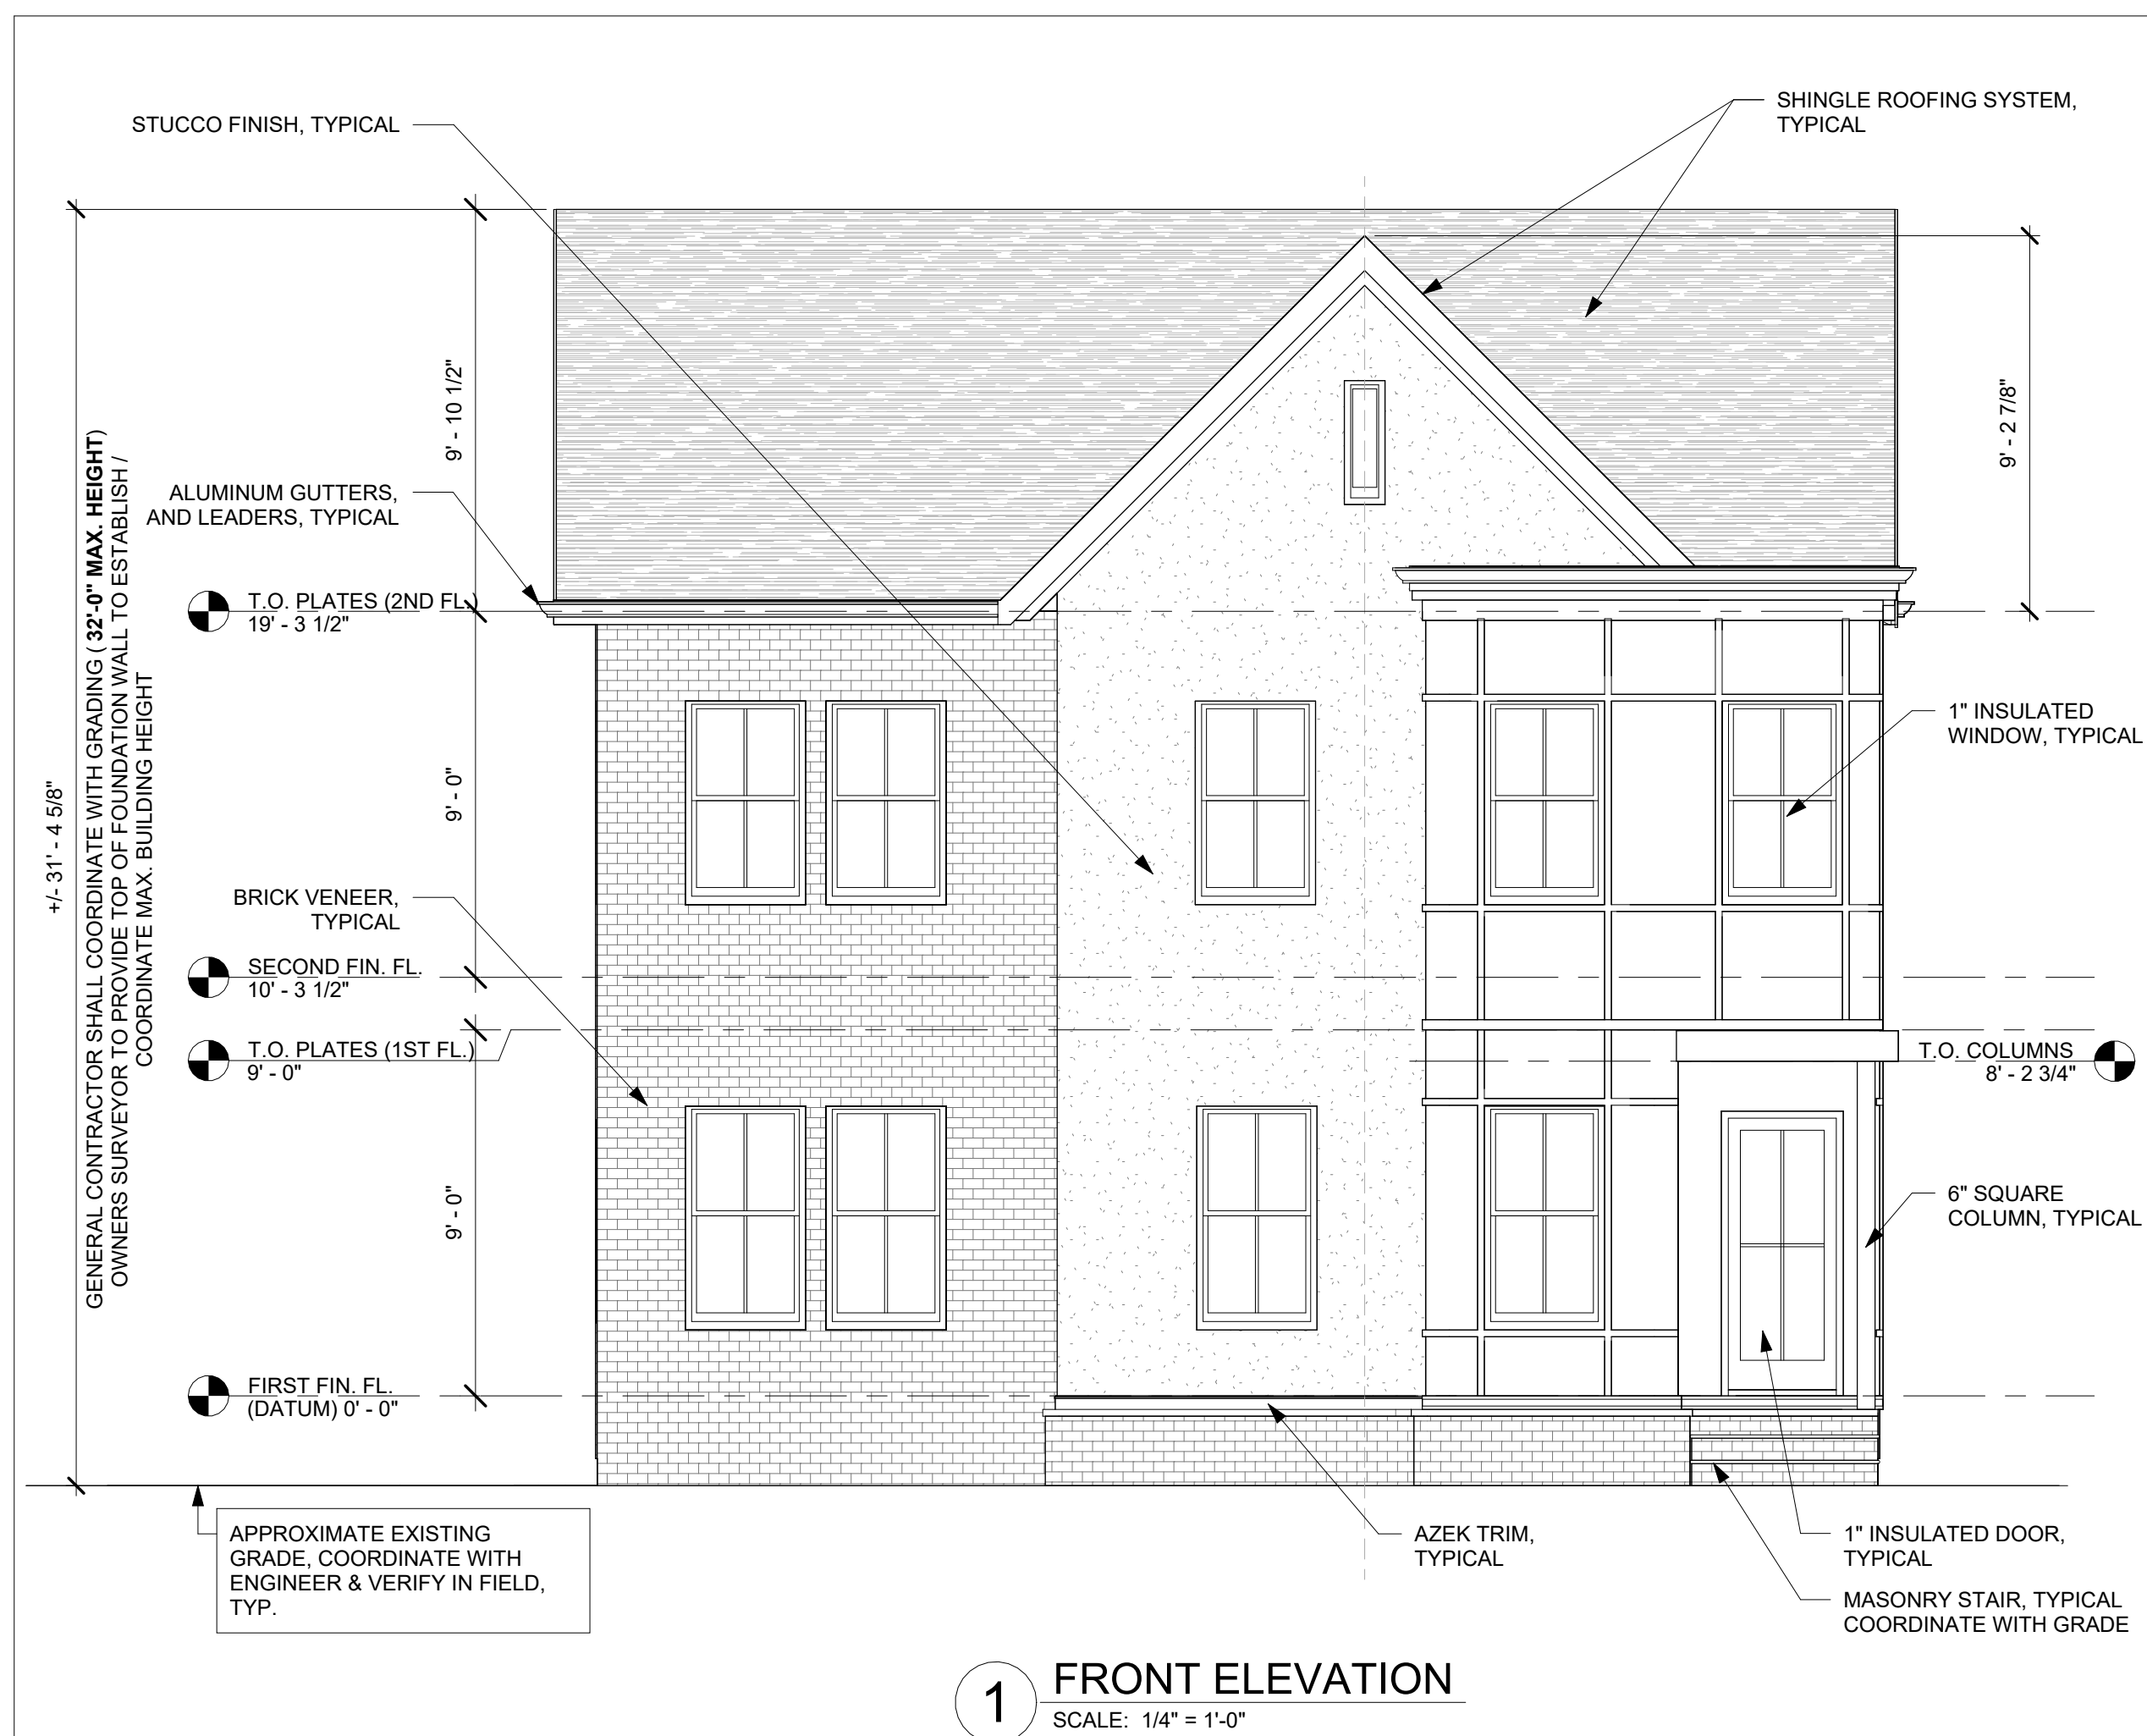 STUCCO FINISH, TYPICAL
SHINGLE ROOFING SYSTEM,
TYPICAL
9' - 10 1/2"
9' - 2 7/8"
ALUMINUM GUTTERS,
AND LEADERS, TYPICAL
T.O. PLATES (2ND FL.)
19' - 3 1/2"
+/- 31' - 4 5/8"
GENERAL CONTRACTOR SHALL COORDINATE WITH GRADING ( 32'-0" MAX. HEIGHT)
OWNERS SURVEYOR TO PROVIDE TOP OF FOUNDATION WALL TO ESTABLISH /
COORDINATE MAX. BUILDING HEIGHT
1" INSULATED
WINDOW, TYPICAL
9' - 0"
BRICK VENEER,
TYPICAL
SECOND FIN. FL.
10' - 3 1/2"
T.O. PLATES (1ST FL.)
9' - 0"
T.O. COLUMNS
8' - 2 3/4"
9' - 0"
6" SQUARE
COLUMN, TYPICAL
FIRST FIN. FL.
(DATUM) 0' - 0"
APPROXIMATE EXISTING
GRADE, COORDINATE WITH
ENGINEER & VERIFY IN FIELD,
TYP.
AZEK TRIM,
TYPICAL
1" INSULATED DOOR,
TYPICAL
MASONRY STAIR, TYPICAL
COORDINATE WITH GRADE
1
FRONT ELEVATION
SCALE: 1/4" = 1'-0"